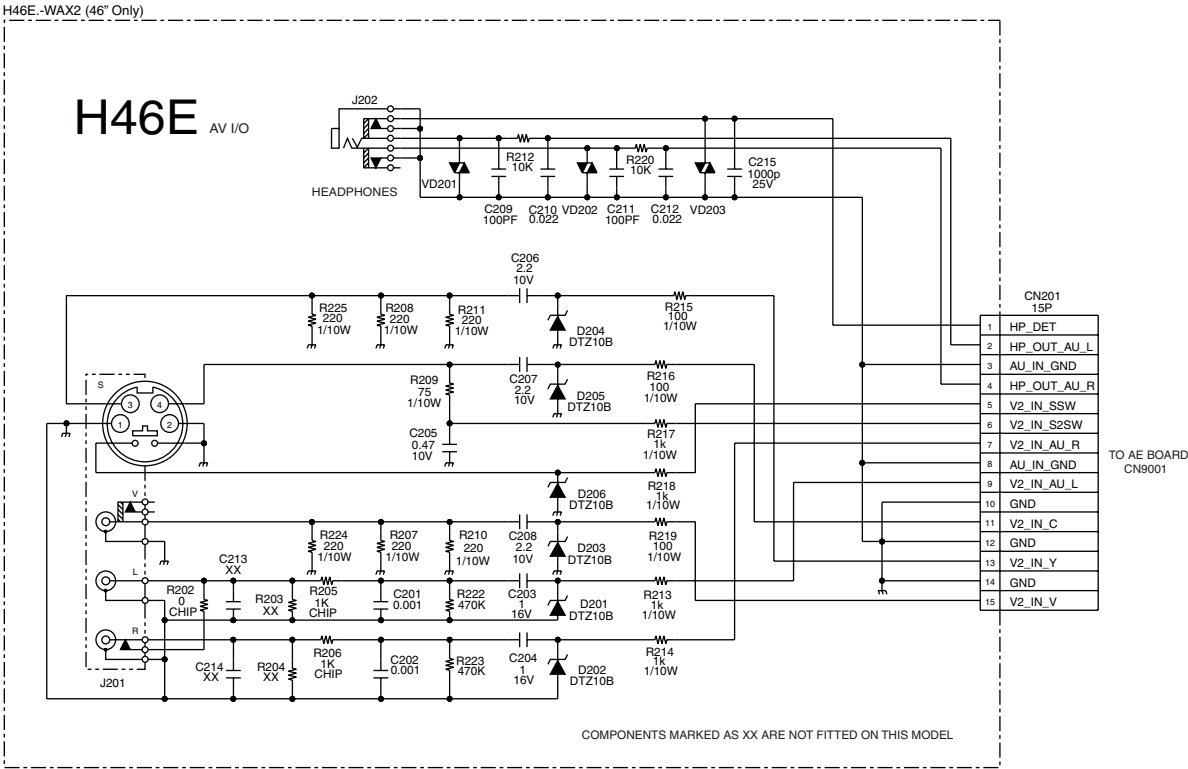 H46E.-WAX2 (46” Only)
H46E AV I/O
J202
HEADPHONES
VD201
R212
10K
R220
10K
C215
1000p
25V
C209
100PF
C210
0.022
VD202
C211
100PF
C212
0.022
VD203
C206
2.2
10V
R225
220
1/10W
R208
220
1/10W
R211
220
1/10W
D204
DTZ10B
R215
100
1/10W
CN201
15P
1 HP_DET
2 HP_OUT_AU_L
3 AU_IN_GND
4 HP_OUT_AU_R
5 V2_IN_SSW
6 V2_IN_S2SW
7 V2_IN_AU_R
8 AU_IN_GND
9 V2_IN_AU_L
10 GND
11 V2_IN_C
12 GND
13 V2_IN_Y
14 GND
15 V2_IN_V
TO AE BOARD
CN9001
S
3
4
1
2
R209
75
1/10W
C207
2.2
10V
D205
DTZ10B
R216
100
1/10W
C205
0.47
10V
R217
1k
1/10W
D206
DTZ10B
R218
1k
1/10W
V
R224
220
1/10W
R207
220
1/10W
R210
220
1/10W
C208
2.2
10V
D203
DTZ10B
R219
100
1/10W
L
R202
0
CHIP
C213
XX
R203
XX
R205
1K
CHIP
C201
0.001
R222
470K
C203
1
16V
D201
DTZ10B
R213
1k
1/10W
R
J201
C214
XX
R204
XX
R206
1K
CHIP
C202
0.001
R223
470K
C204
1
16V
D202
DTZ10B
R214
1k
1/10W
COMPONENTS MARKED AS XX ARE NOT FITTED ON THIS MODEL